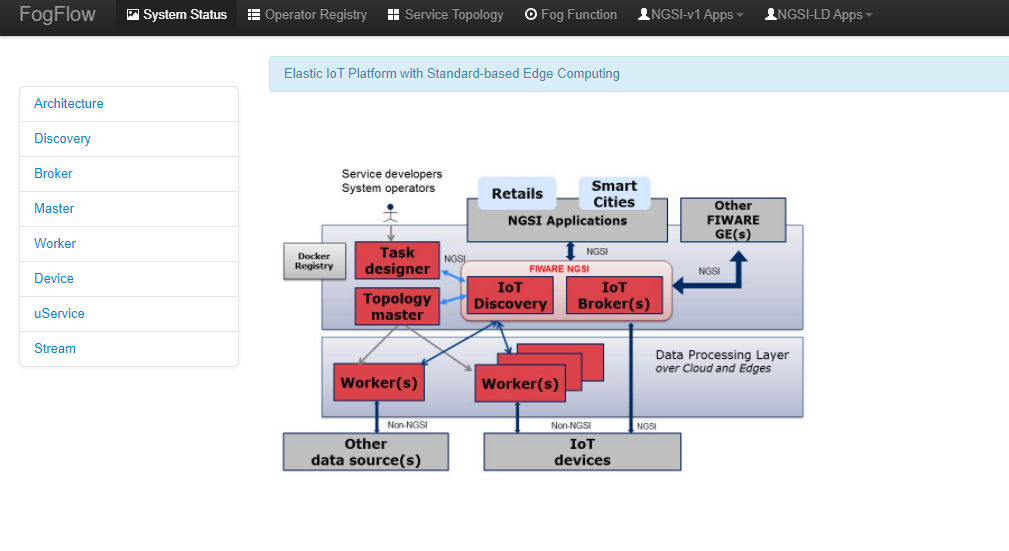 FogFlow
System Status
Operator Registry
Service Topology
Fog Function
NGSI-v1 Apps
NGSI-LD Apps
Elastic IoT Platform with Standard-based Edge Computing
Architecture
Discovery
Broker
Master
Worker
Device
uService
Stream
Service developers
System operators
Retails
Smart
Cities
NGSI Applications
Other
FIWARE
GE(s)
Docker
Registry
Task
designer
NGSI
NGSI
FIWARE NGSI
NGSI
IoT
Discovery
IoT
Broker(s)
Topology
master
Data Processing Layer
over Cloud and Edges
Worker(s)
Worker(s)
Non-NGSI
Non-NGSI
NGSI
Other
data source(s)
IoT
devices